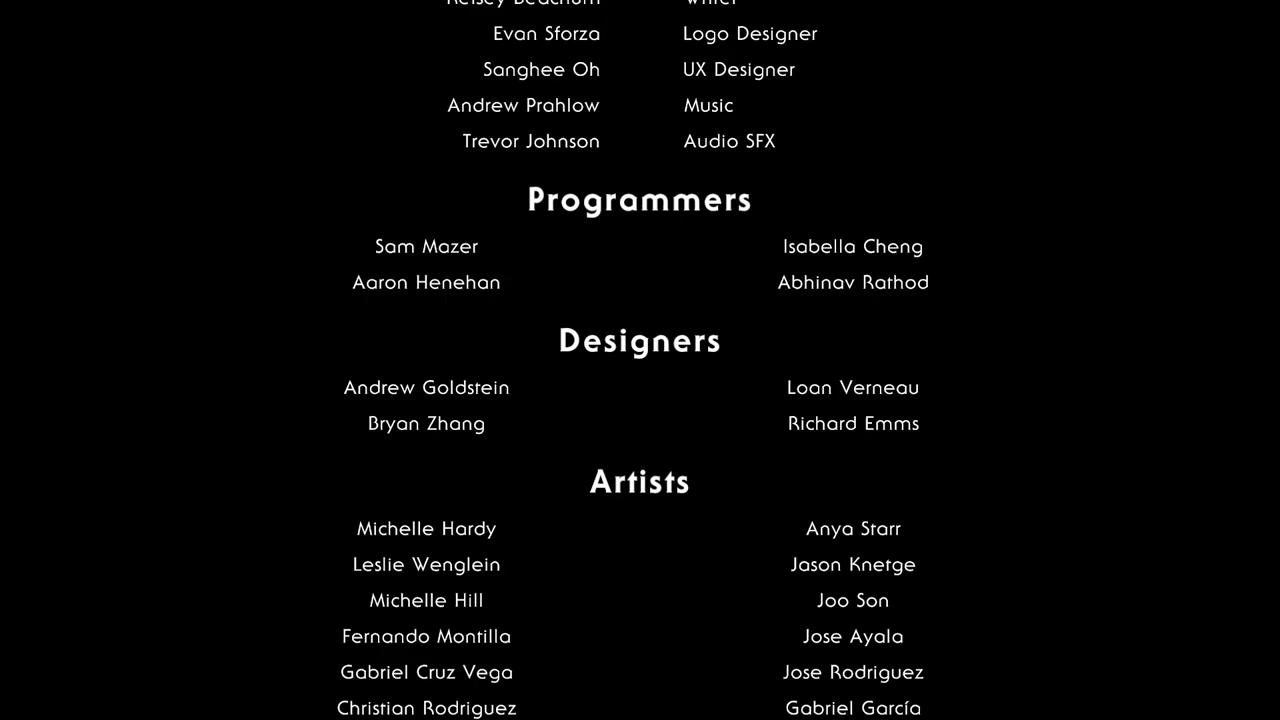 Kelsey Beachum Writer
Evan Sforza Logo Designer
Sanghee Oh UX Designer
Andrew Prahlow Music
Trevor Johnson Audio SFX
Programmers
Sam Mazer Isabella Cheng
Aaron Henehan Abhinav Rathod
Designers
Andrew Goldstein Loan Verneau
Bryan Zhang Richard Emms
Artists
Michelle Hardy Anya Starr
Leslie Wenglein Jason Knetge
Michelle Hill Joo Son
Fernando Montilla Jose Ayala
Gabriel Cruz Vega Jose Rodriguez
Christian Rodriguez Gabriel García